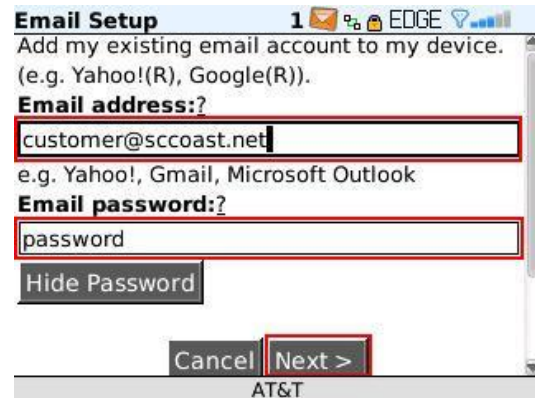 Email Setup 1 EDGE
Add my existing email account to my device.
(e.g. Yahoo!(R), Google(R)).
Email address:?
customer@sccoast.net
e.g. Yahoo!, Gmail, Microsoft Outlook
Email password:?
password
Hide Password
Cancel Next >
AT&T